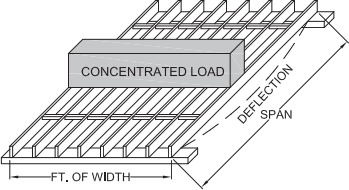 CONCENTRATED LOAD
DEFLECTION
SPAN
FT. OF WIDTH